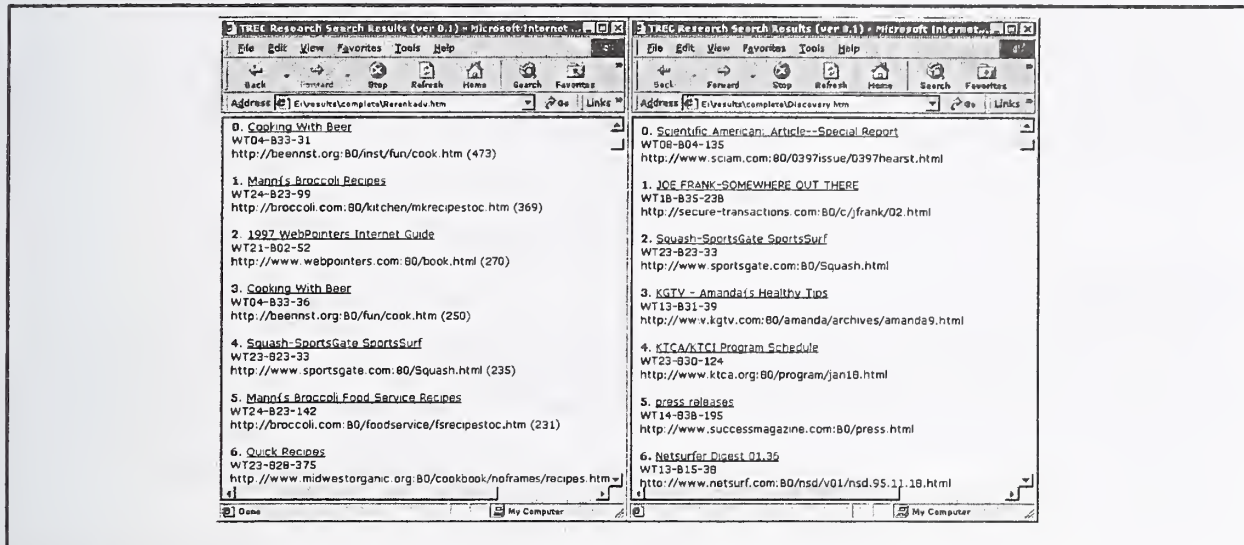 TREC Research Search Results (ver 0.1) - Microsoft Internet ...
File Edit View Favorites Tools Help
Back Forward Stop Refresh Home Search Favorites
Address E:\results\complete\Rerankadv.htm Go Links »
0. Cooking With Beer
WT04-B33-31
http://beernst.org:80/inst/fun/cook.htm (473)
1. Mann's Broccoli Recipes
WT24-B23-99
http://broccoli.com:80/kitchen/mkrecipestoc.htm (369)
2. 1997 WebPointers Internet Guide
WT21-B02-52
http://www.webpointers.com:80/book.html (270)
3. Cooking With Beer
WT04-B33-36
http://beernst.org:80/fun/cook.htm (250)
4. Squash-SportsGate SportsSurf
WT23-B23-33
http://www.sportsgate.com:80/Squash.html (235)
5. Mann's Broccoli Food Service Recipes
WT24-B23-142
http://broccoli.com:80/foodservice/fsrecipestoc.htm (231)
6. Quick Recipes
WT23-B28-375
http://www.midwestorganic.org:80/cookbook/noframes/recipes.htm
Done My Computer
TREC Research Search Results (ver 0.1) - Microsoft Internet...
File Edit View Favorites Tools Help
Back Forward Stop Refresh Home Search Favorites
Address E:\results\complete\Discovery.htm Go Links »
0. Scientific American: Article--Special Report
WT08-B04-135
http://www.sciam.com:80/0397issue/0397hearst.html
1. JOE FRANK-SOMEWHERE OUT THERE
WT18-B35-238
http://secure-transactions.com:80/c/jfrank/02.html
2. Squash-SportsGate SportsSurf
WT23-B23-33
http://www.sportsgate.com:80/Squash.html
3. KGTV - Amanda's Healthy Tips
WT13-B31-39
http://www.kgtv.com:80/amanda/archives/amanda9.html
4. KTCA/KTCI Program Schedule
WT23-B30-124
http://www.ktca.org:80/program/jan18.html
5. press releases
WT14-B38-195
http://www.successmagazine.com:80/press.html
6. Netsurfer Digest 01.35
WT13-B15-38
http://www.netsurf.com:80/nsd/v01/nsd.95.11.18.html
My Computer